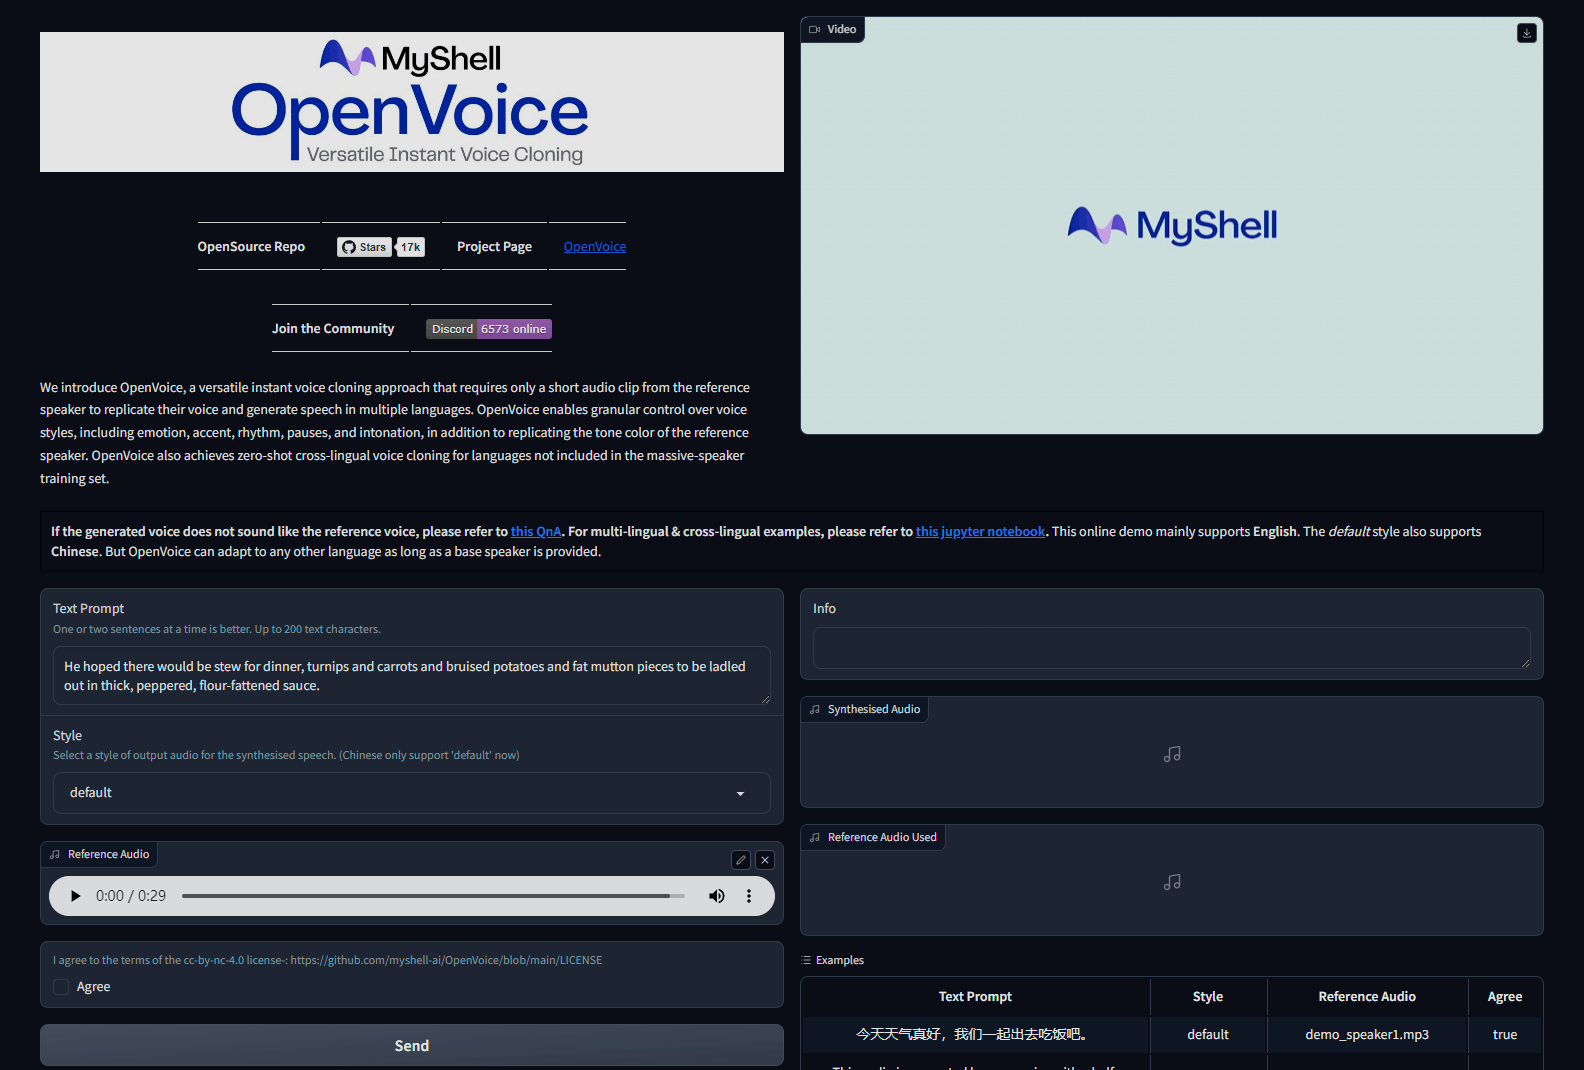 MyShell
OpenVoice
Versatile Instant Voice Cloning
OpenSource Repo Stars 17k Project Page OpenVoice
Join the Community Discord 6573 online
We introduce OpenVoice, a versatile instant voice cloning approach that requires only a short audio clip from the reference
speaker to replicate their voice and generate speech in multiple languages. OpenVoice enables granular control over voice
styles, including emotion, accent, rhythm, pauses, and intonation, in addition to replicating the tone color of the reference
speaker. OpenVoice also achieves zero-shot cross-lingual voice cloning for languages not included in the massive-speaker
training set.
Video
MyShell
If the generated voice does not sound like the reference voice, please refer to this QnA. For multi-lingual & cross-lingual examples, please refer to this jupyter notebook. This online demo mainly supports English. The default style also supports
Chinese. But OpenVoice can adapt to any other language as long as a base speaker is provided.
Text Prompt
One or two sentences at a time is better. Up to 200 text characters.
He hoped there would be stew for dinner, turnips and carrots and bruised potatoes and fat mutton pieces to be ladled
out in thick, peppered, flour-fattened sauce.
Style
Select a style of output audio for the synthesised speech. (Chinese only support 'default' now)
default
Reference Audio
0:00 / 0:29
I agree to the terms of the cc-by-nc-4.0 license-: https://github.com/myshell-ai/OpenVoice/blob/main/LICENSE
Agree
Send
Info
Synthesised Audio
Reference Audio Used
Examples
Text Prompt Style Reference Audio Agree
今天天气真好，我们一起出去吃饭吧。 default demo_speaker1.mp3 true